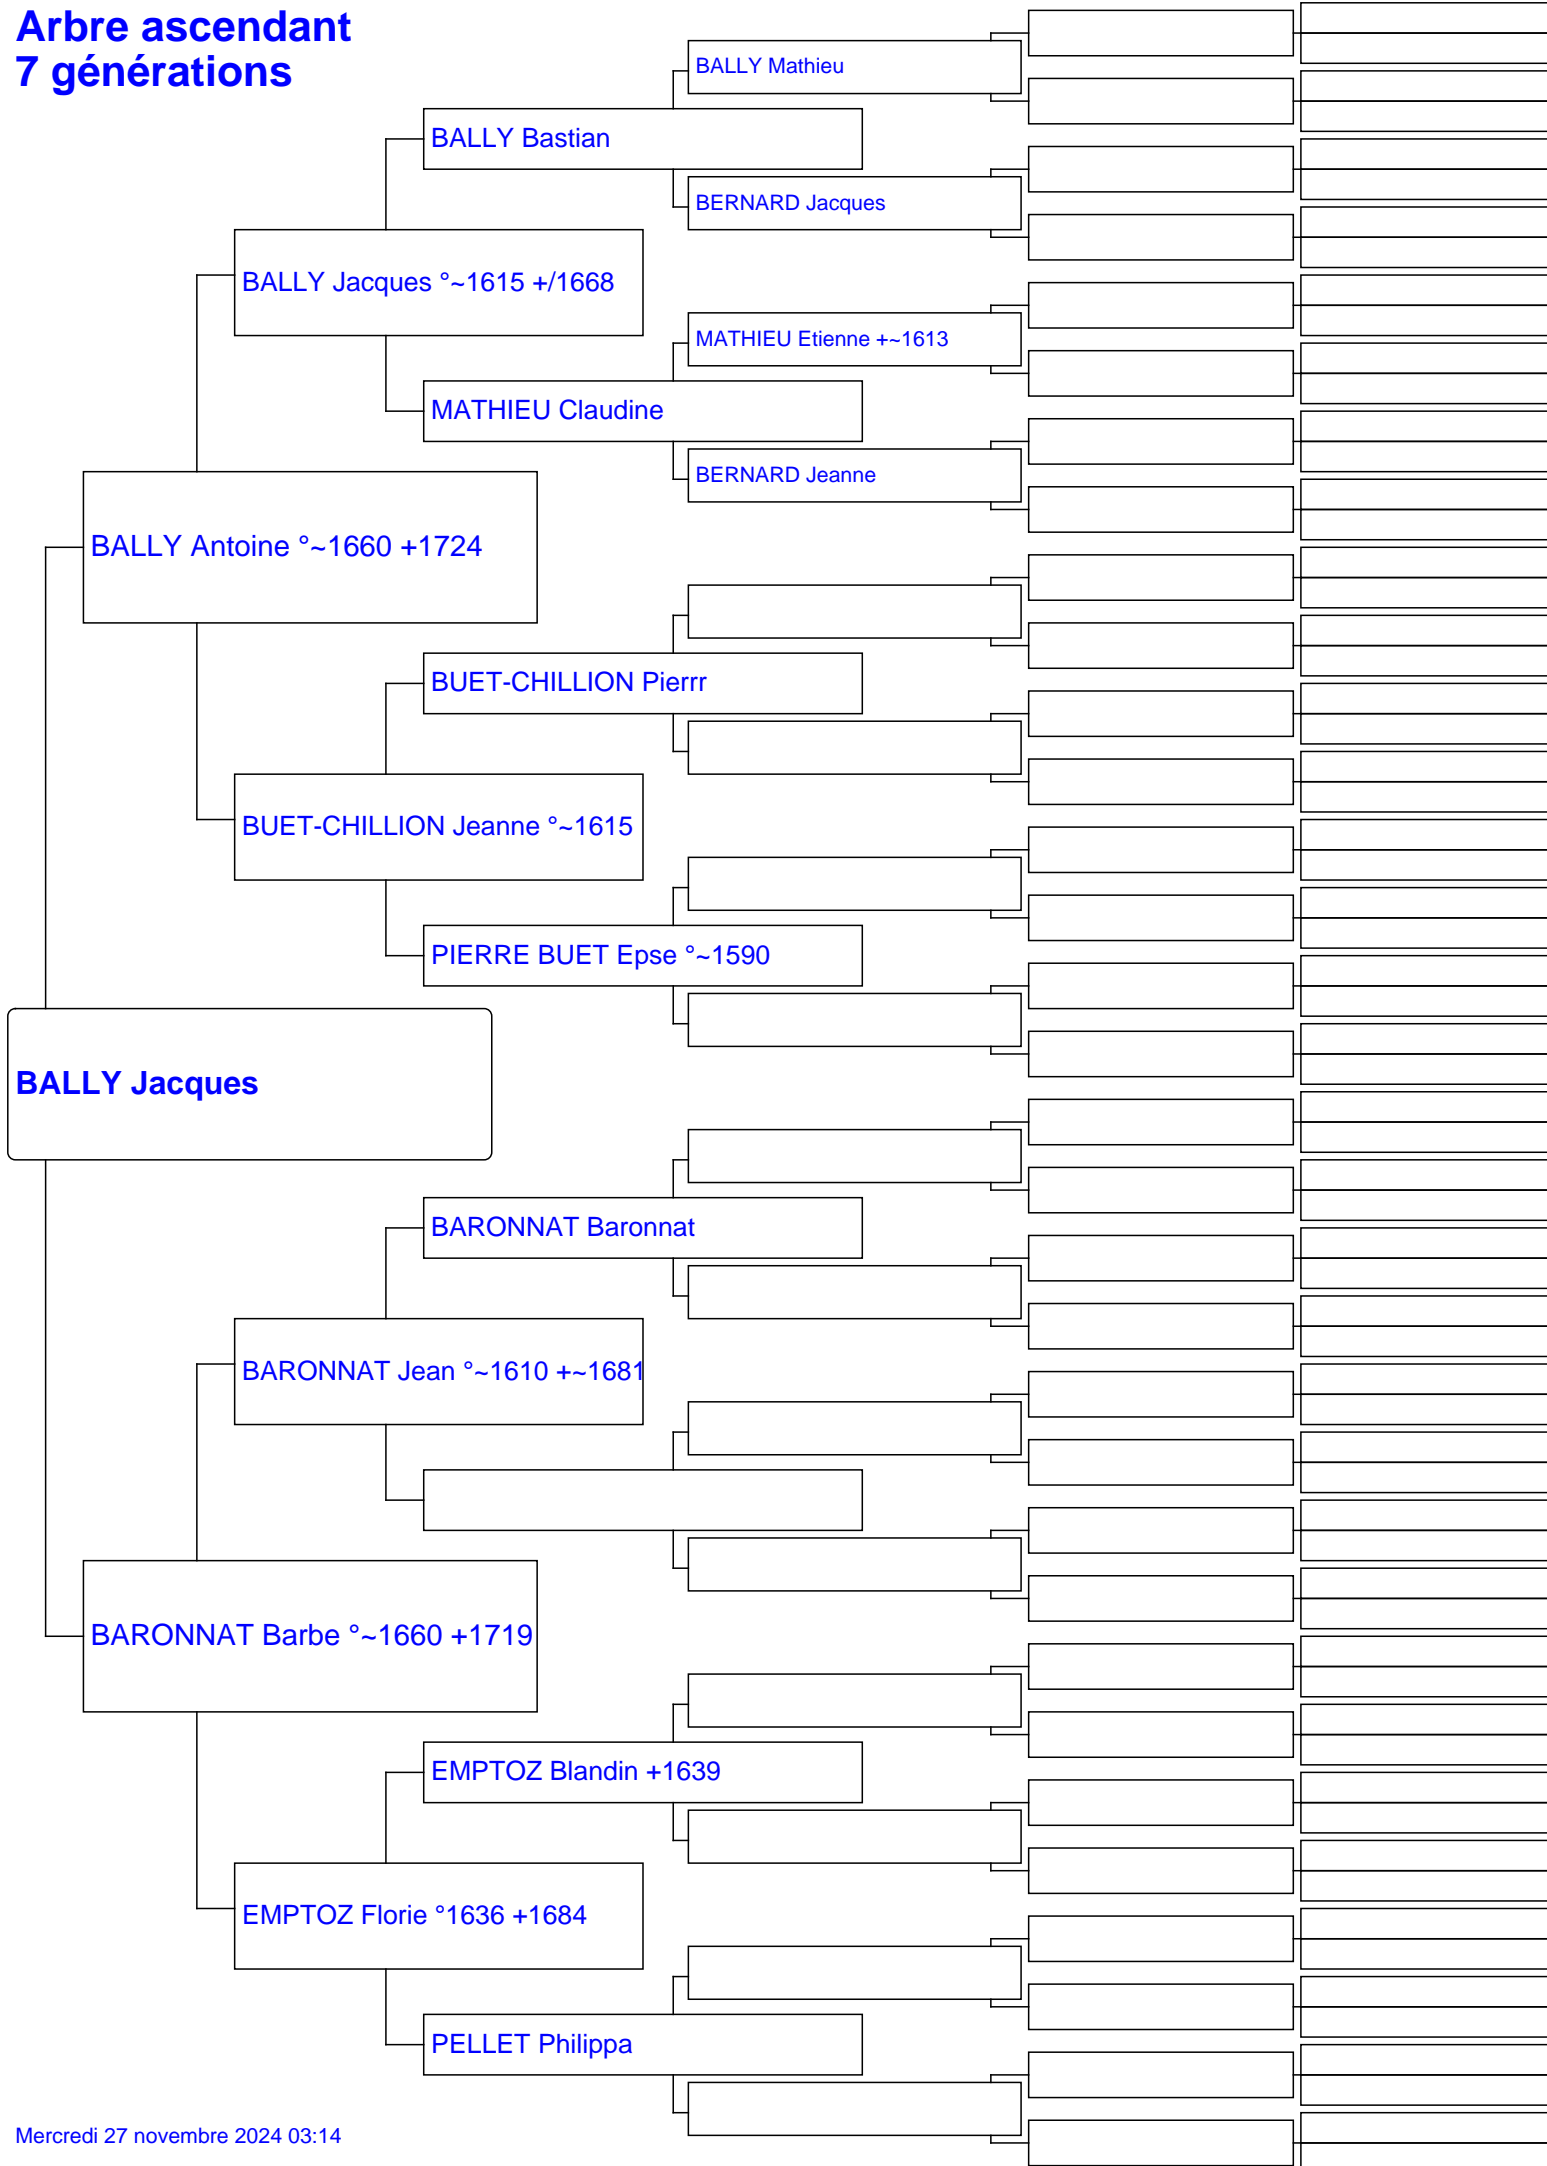 Arbre ascendant
7 générations
BALLY Mathieu
BALLY Bastian
BERNARD Jacques
BALLY Jacques °~1615 +/1668
MATHIEU Etienne +~1613
MATHIEU Claudine
BERNARD Jeanne
BALLY Antoine °~1660 +1724
BUET-CHILLION Pierrr
BUET-CHILLION Jeanne °~1615
PIERRE BUET Epse °~1590
BALLY Jacques
BARONNAT Baronnat
BARONNAT Jean °~1610 +~1681
BARONNAT Barbe °~1660 +1719
EMPTOZ Blandin +1639
EMPTOZ Florie °1636 +1684
PELLET Philippa
Mercredi 27 novembre 2024 03:14